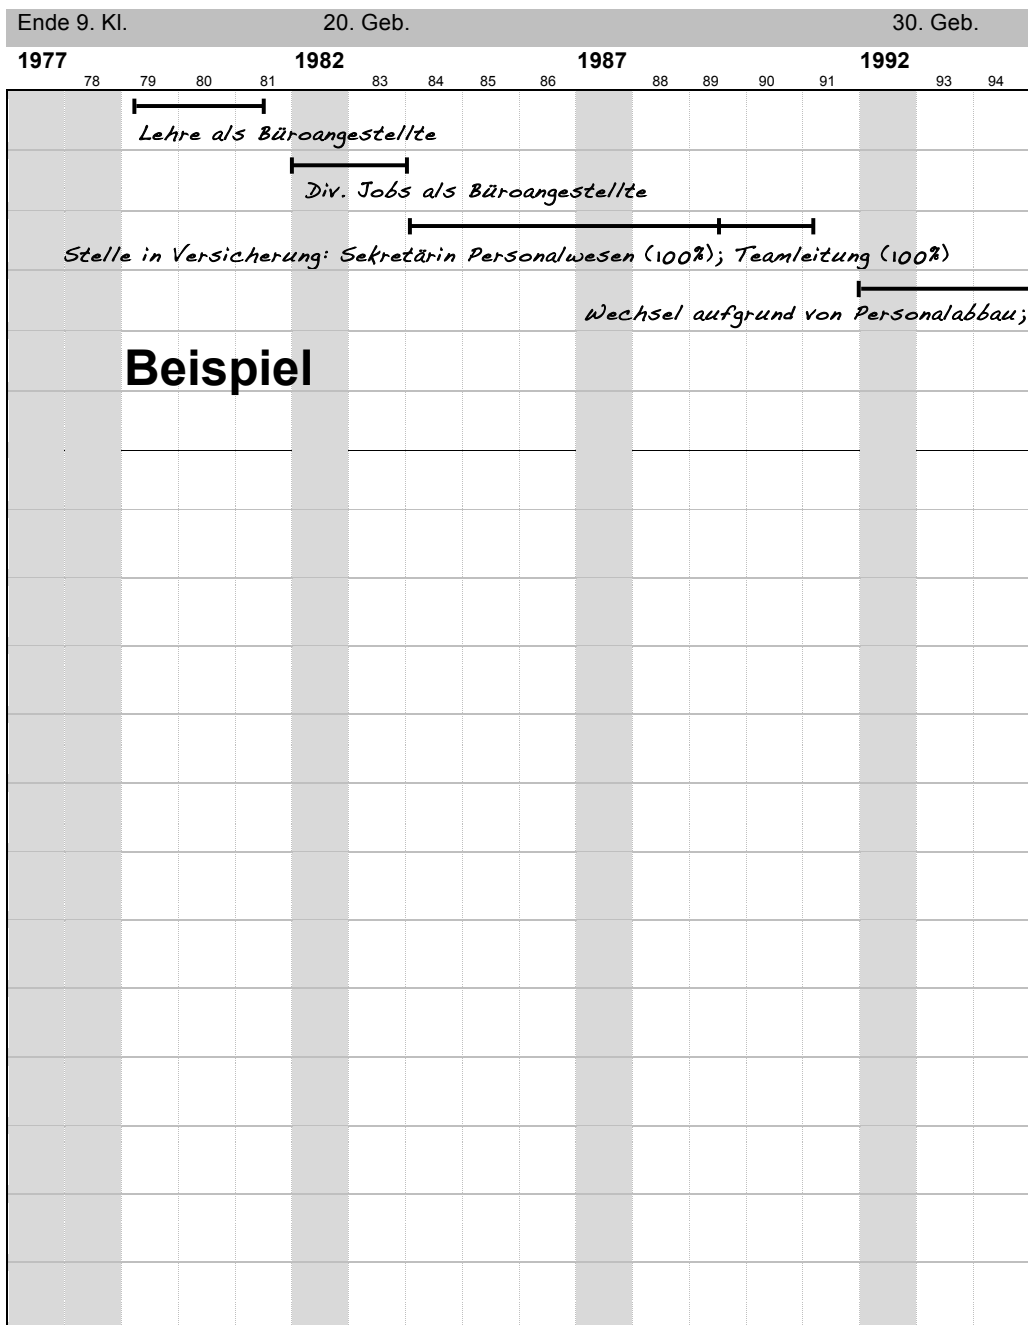 Ende 9. Kl. 20. Geb. 30. Geb.
1977 78 79 80 81 1982 83 84 85 86 1987 88 89 90 91 1992 93 94
Lehre als Büroangestellte
Div. Jobs als Büroangestellte
Stelle in Versicherung: Sekretärin Personalwesen (100%); Teamleitung (100%)
Wechsel aufgrund von Personalabbau;
Beispiel